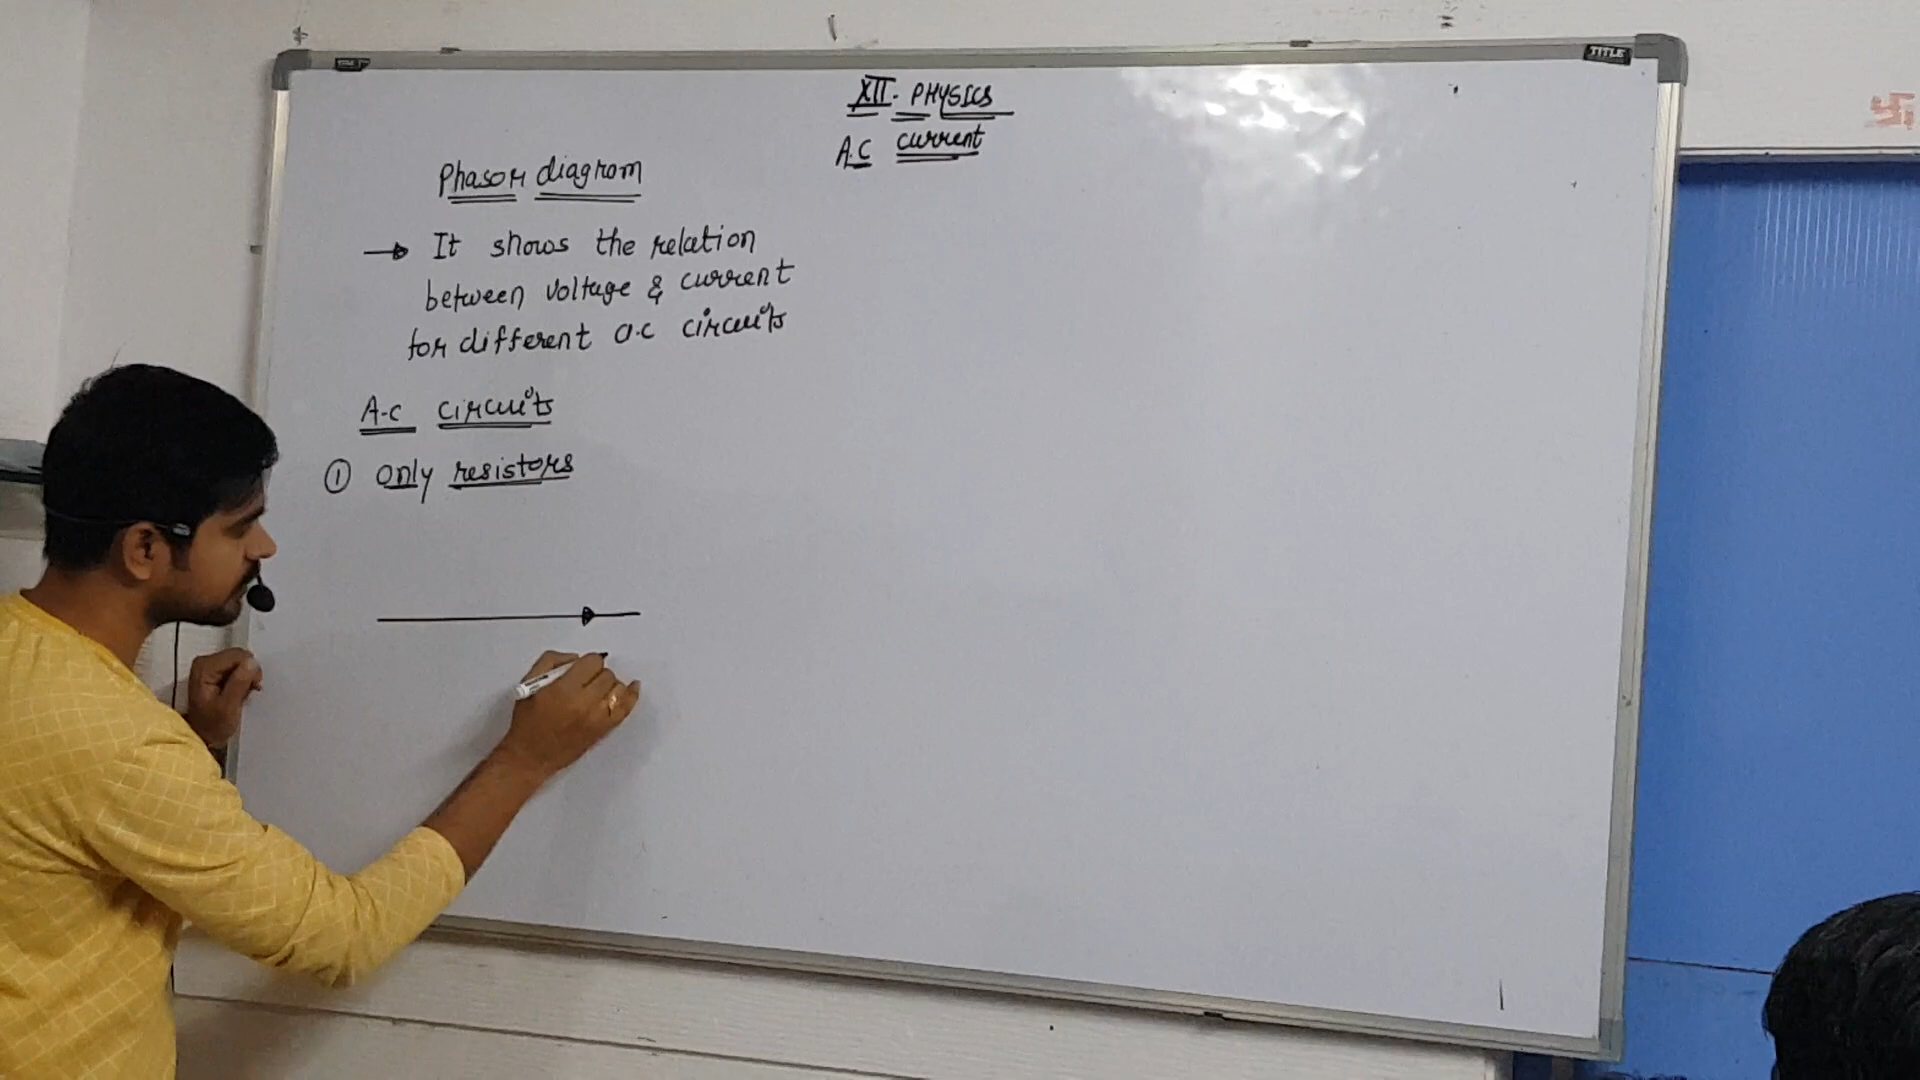 TITLE
XII - PHYSICS
A.C current
Phasor diagram
→ It shows the relation
between voltage & current
for different a.c circuits
A-c circuits
① only resistors